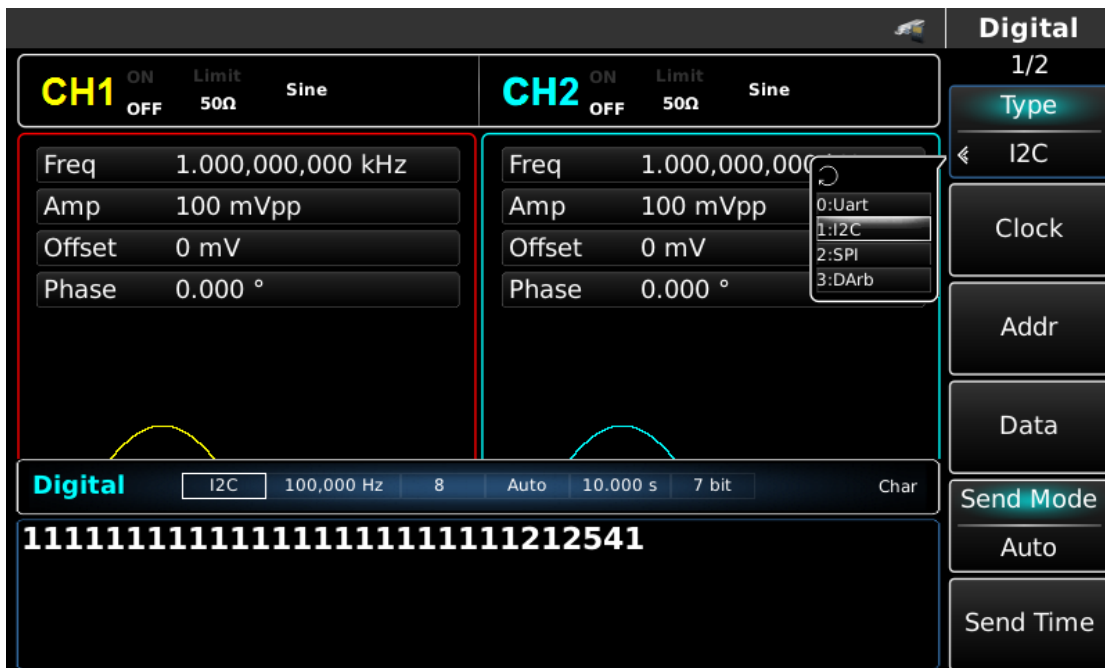 Digital
1/2
CH1 ON OFF Limit 50Ω Sine
CH2 ON OFF Limit 50Ω Sine
Type
I2C
Freq 1.000,000,000 kHz
Amp 100 mVpp
Offset 0 mV
Phase 0.000 °
Freq 1.000,000,000
Amp 100 mVpp
Offset 0 mV
Phase 0.000 °
0:Uart
1:I2C
2:SPI
3:DArb
Clock
Addr
Data
Send Mode
Auto
Send Time
Digital I2C 100,000 Hz 8 Auto 10.000 s 7 bit Char
111111111111111111111111212541